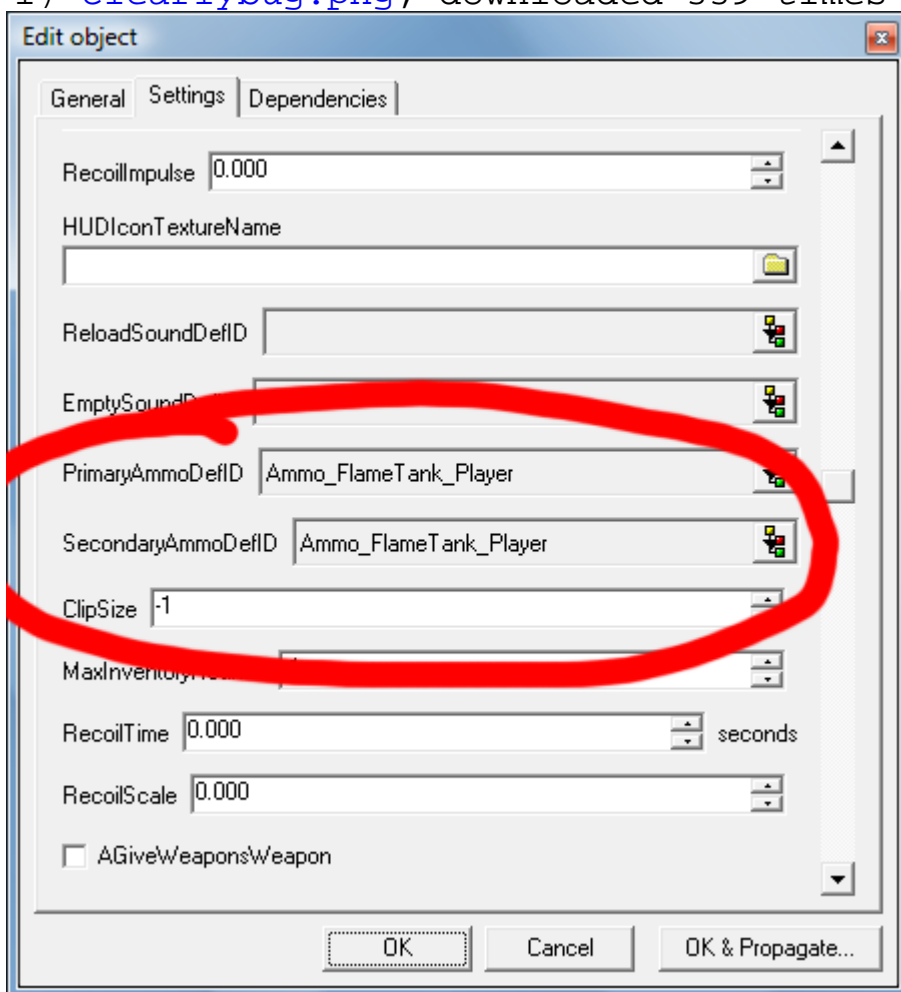 Edit object
General Settings Dependencies
RecoilImpulse 0.000
HUDIconTextureName
ReloadSoundDefID
PrimaryAmmoDefID Ammo_FlameTank_Player
SecondaryAmmoDefID Ammo_FlameTank_Player
ClipSize -1
RecoilTime 0.000 seconds
RecoilScale 0.000
AGiveWeaponsWeapon
OK Cancel OK & Propagate...